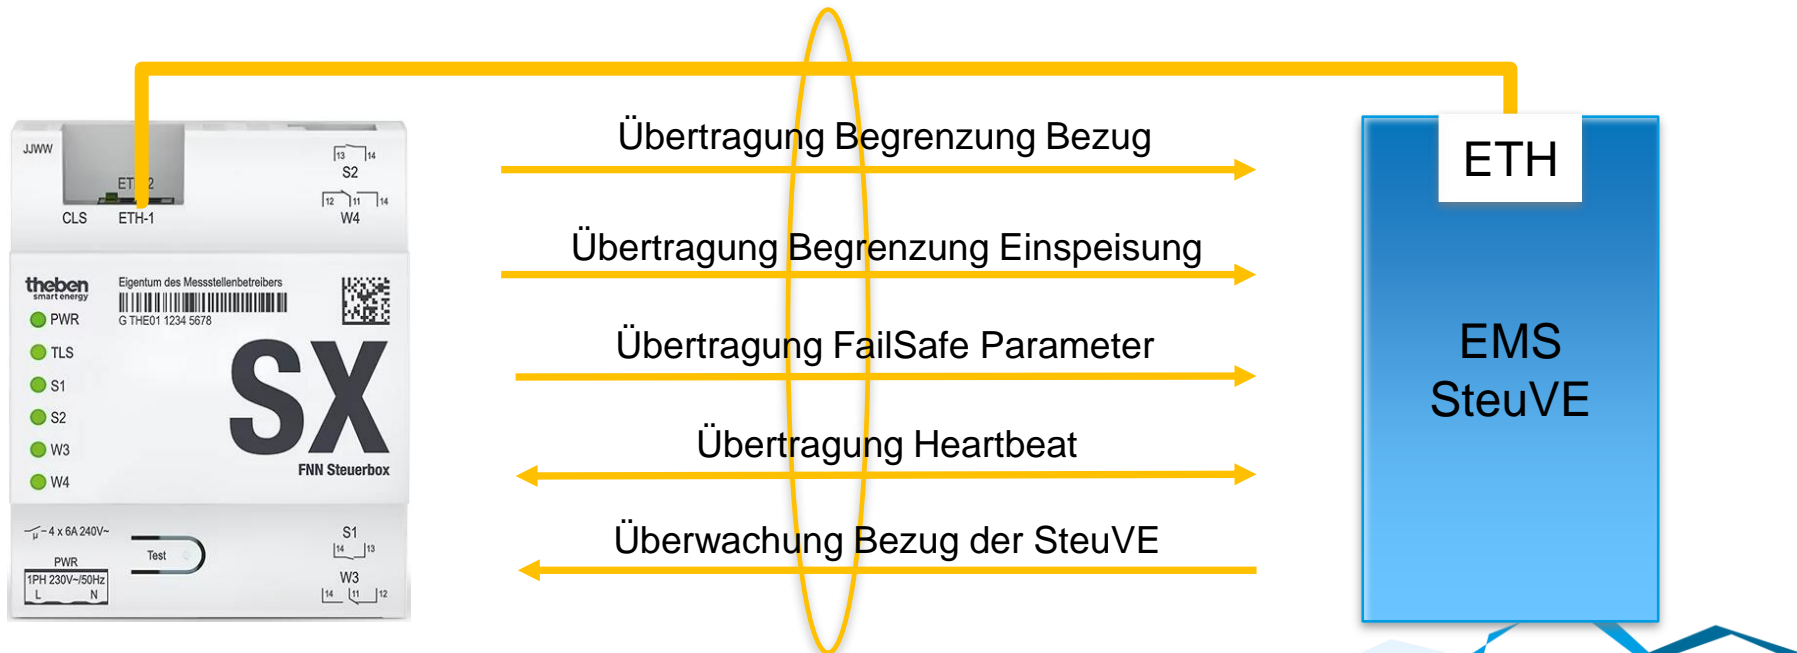 JJWW
13 14
S2
ETH-2
12 11 14
CLS ETH-1 W4
theben
smart energy
Eigentum des Messstellenbetreibers
G THE01 1234 5678
PWR
TLS
S1
S2
W3
W4
SX
FNN Steuerbox
4 x 6A 240V~
µ
Test
S1
14 13
PWR
1PH 230V~/50Hz
L N
W3
14 11 12
Übertragung Begrenzung Bezug
Übertragung Begrenzung Einspeisung
Übertragung FailSafe Parameter
Übertragung Heartbeat
Überwachung Bezug der SteuVE
ETH
EMS
SteuVE